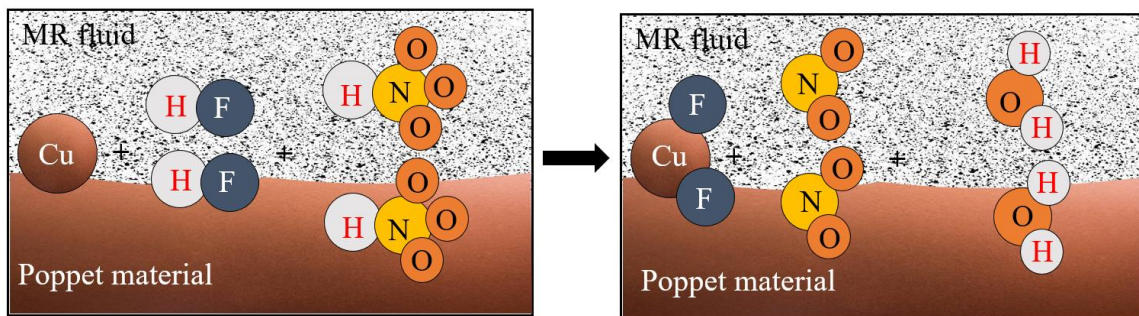 MR fluid
Cu
+
H F
H F
+
O
H N O
O
O
H N O
O
Poppet material
MR fluid
F
Cu
F
+
O
N
O
O
N
O
+
H
O
H
H
O
H
Poppet material